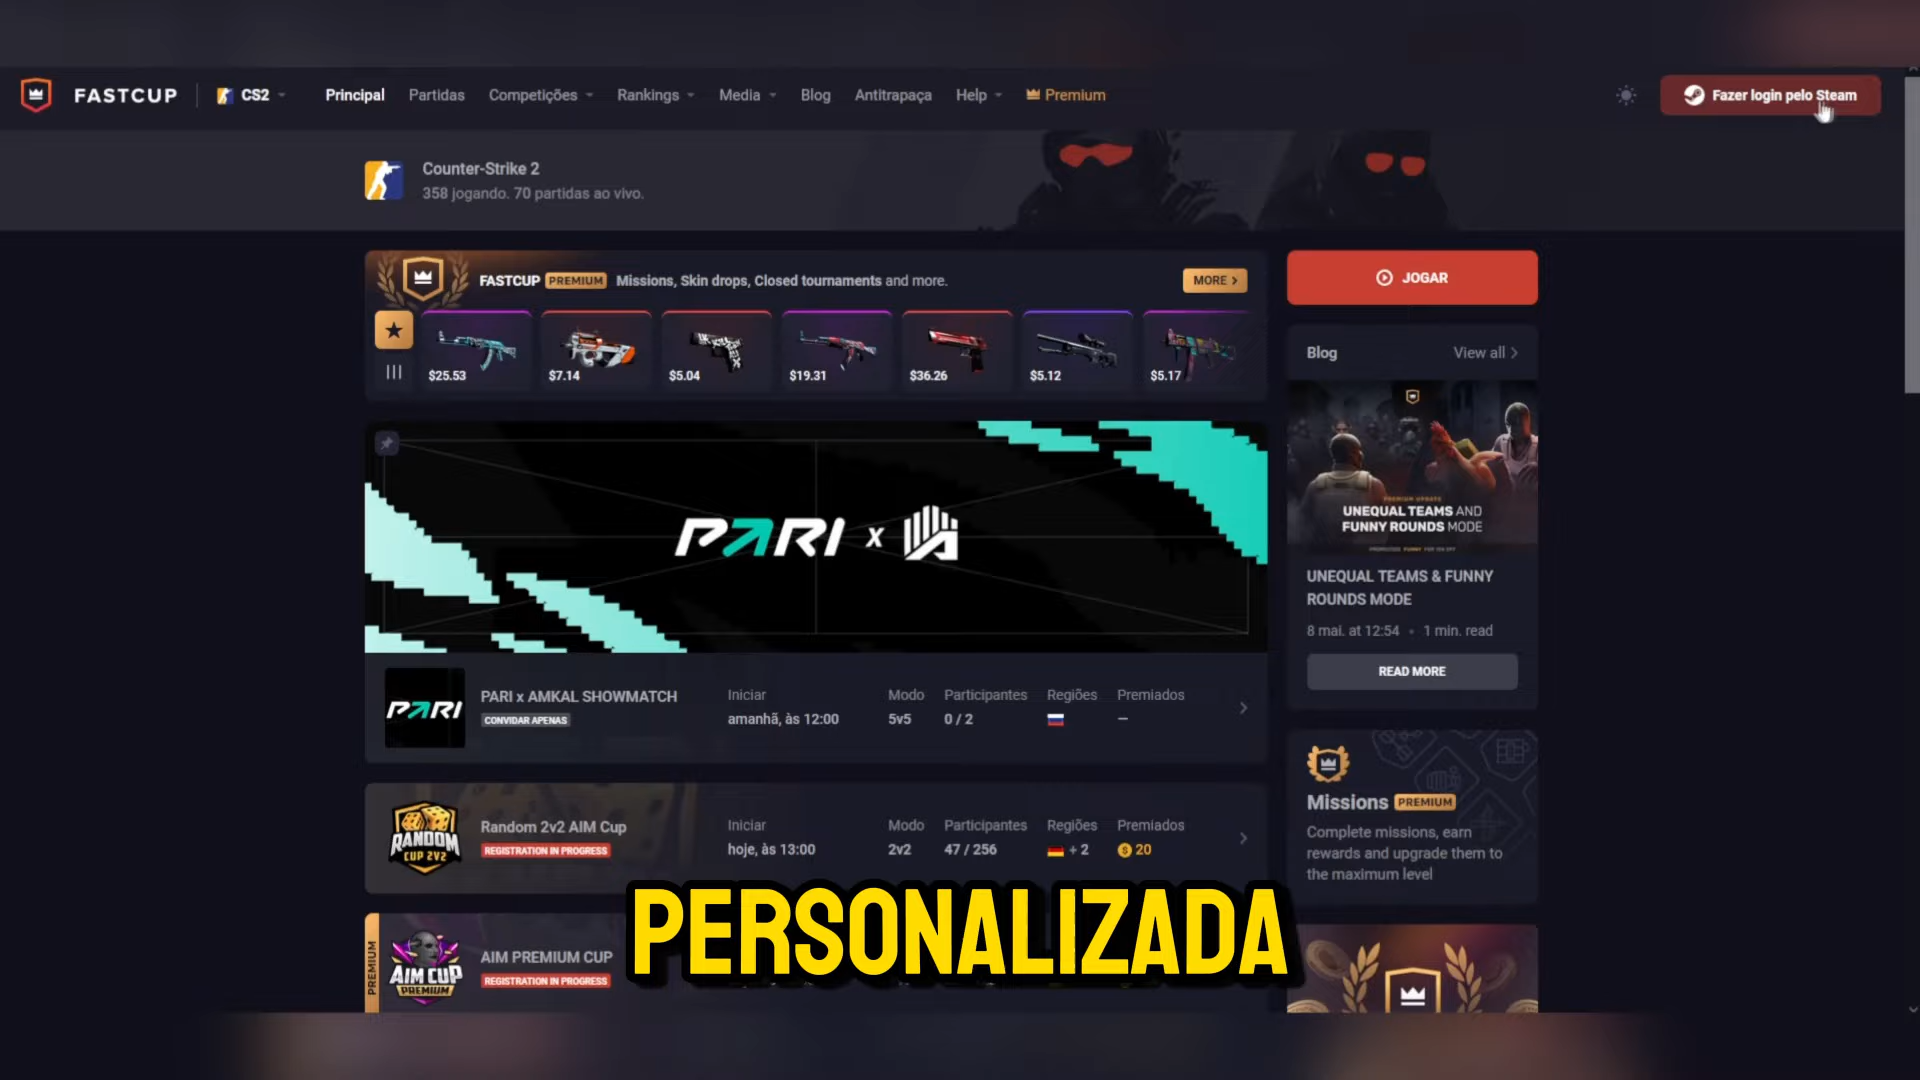 FASTCUP
CS2
Principal
Partidas
Competições
Rankings
Media
Blog
Antitrapaça
Help
Premium
Fazer login pelo Steam
Counter-Strike 2
358 jogando. 70 partidas ao vivo.
FASTCUP PREMIUM Missions, Skin drops, Closed tournaments and more.
MORE
$25.53
$7.14
$5.04
$19.31
$36.26
$5.12
$5.17
JOGAR
Blog
View all
PREMIUM UPDATE
UNEQUAL TEAMS AND
FUNNY ROUNDS MODE
UNEQUAL TEAMS & FUNNY
ROUNDS MODE
8 mai. at 12:54 • 1 min. read
READ MORE
PARI x
PARI
PARI x AMKAL SHOWMATCH
CONVIDAR APENAS
Iniciar
amanhã, às 12:00
Modo
5v5
Participantes
0 / 2
Regiões
Premiados
—
RANDOM
CUP 2V2
Random 2v2 AIM Cup
REGISTRATION IN PROGRESS
Iniciar
hoje, às 13:00
Modo
2v2
Participantes
47 / 256
Regiões
+ 2
Premiados
20
PREMIUM
AIM CUP
PREMIUM
AIM PREMIUM CUP
REGISTRATION IN PROGRESS
Missions PREMIUM
Complete missions, earn
rewards and upgrade them to
the maximum level
PERSONALIZADA